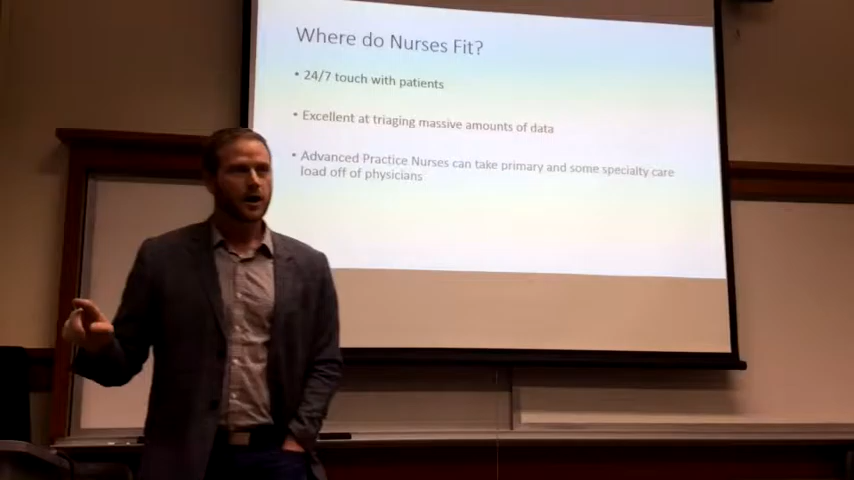 Where do Nurses Fit?
• 24/7 touch with patients
• Excellent at triaging massive amounts of data
• Advanced Practice Nurses can take primary and some specialty care
load off of physicians